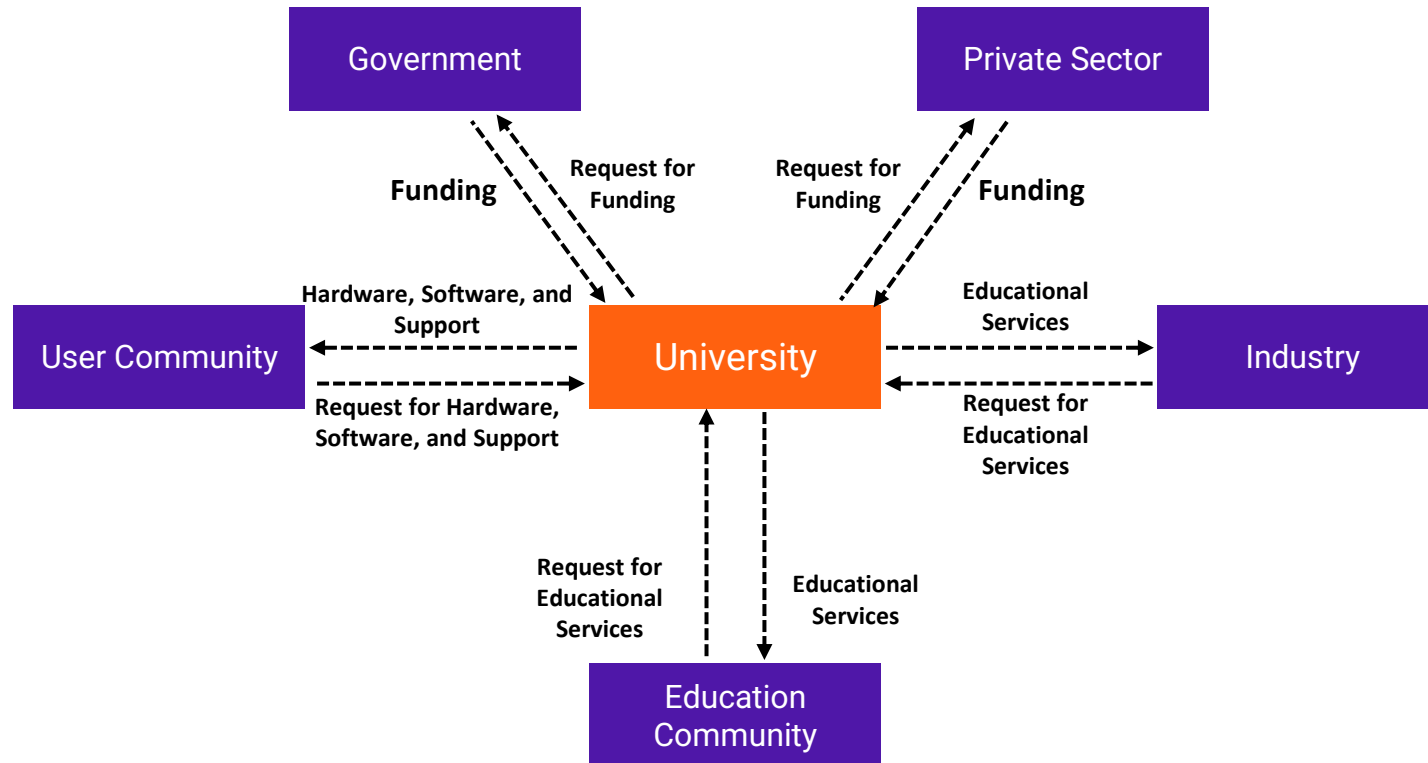 Government
Private Sector
Request for
Funding
Funding
Request for
Funding
Funding
Hardware, Software, and
Support
Educational
Services
User Community
University
Industry
Request for Hardware,
Software, and Support
Request for
Educational
Services
Request for
Educational
Services
Educational
Services
Education
Community